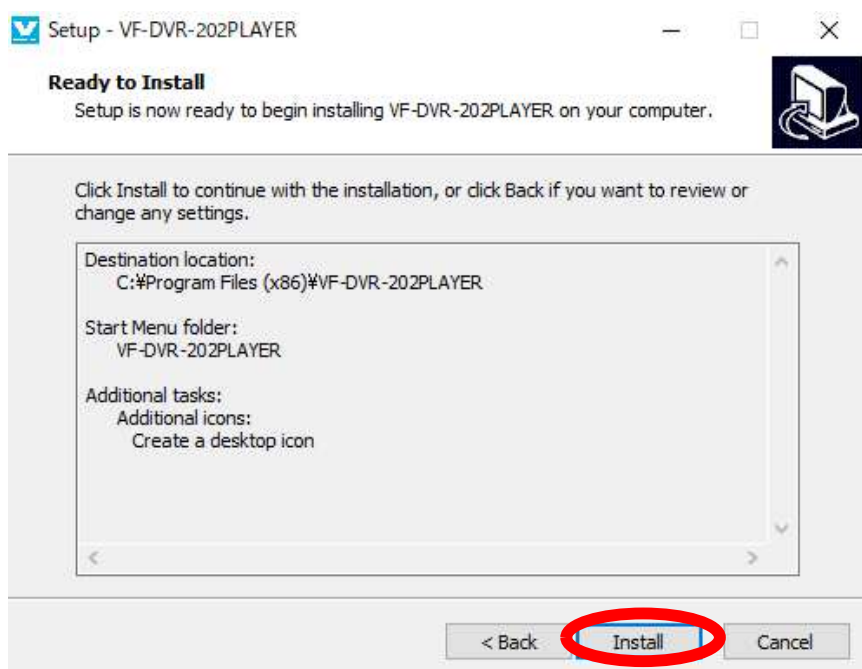 Setup - VF-DVR-202PLAYER
Ready to Install
Setup is now ready to begin installing VF-DVR-202PLAYER on your computer.
Click Install to continue with the installation, or click Back if you want to review or
change any settings.
Destination location:
C:¥Program Files (x86)¥VF-DVR-202PLAYER
Start Menu folder:
VF-DVR-202PLAYER
Additional tasks:
Additional icons:
Create a desktop icon
< Back
Install
Cancel